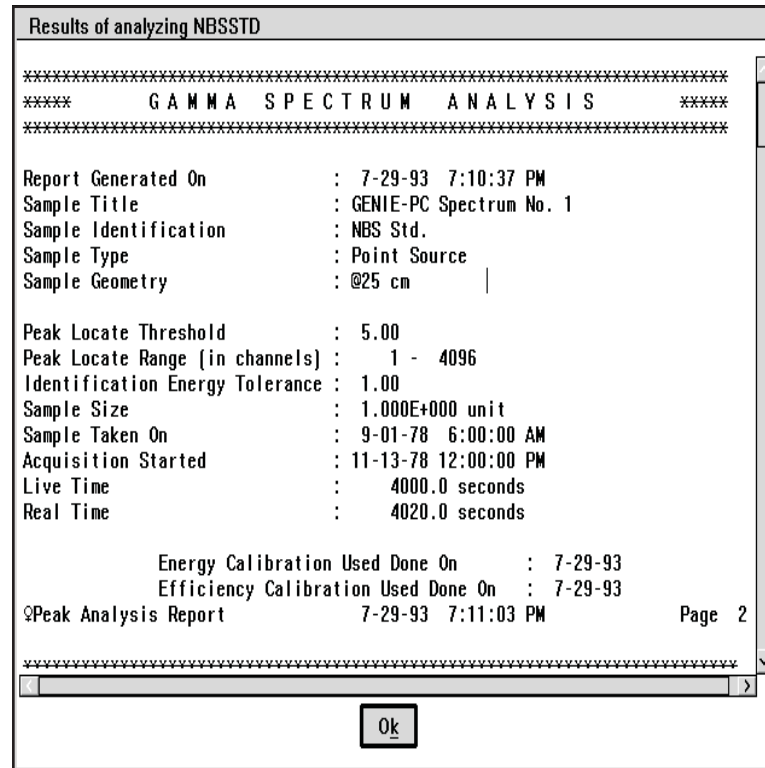 Results of analyzing NBSSTD
*************************************************************************
*****     G A M M A   S P E C T R U M   A N A L Y S I S     *****
*************************************************************************
Report Generated On : 7-29-93 7:10:37 PM
Sample Title : GENIE-PC Spectrum No. 1
Sample Identification : NBS Std.
Sample Type : Point Source
Sample Geometry : @25 cm
Peak Locate Threshold : 5.00
Peak Locate Range (in channels) : 1 - 4096
Identification Energy Tolerance : 1.00
Sample Size : 1.000E+000 unit
Sample Taken On : 9-01-78 6:00:00 AM
Acquisition Started : 11-13-78 12:00:00 PM
Live Time : 4000.0 seconds
Real Time : 4020.0 seconds
Energy Calibration Used Done On : 7-29-93
Efficiency Calibration Used Done On : 7-29-93
♀Peak Analysis Report 7-29-93 7:11:03 PM Page 2
**************************************************************************
Ok